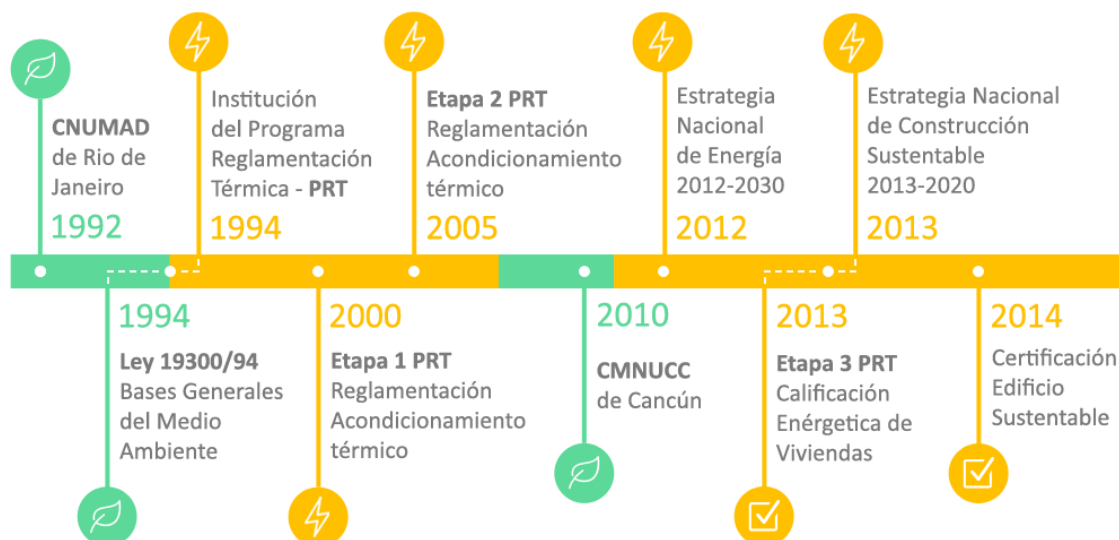 CNUMAD
de Rio de
Janeiro
1992
Institución
del Programa
Reglamentación
Térmica - PRT
1994
Etapa 2 PRT
Reglamentación
Acondicionamiento
térmico
2005
Estrategia
Nacional
de Energía
2012-2030
2012
Estrategia Nacional
de Construcción
Sustentable
2013-2020
2013
1994
Ley 19300/94
Bases Generales
del Medio
Ambiente
2000
Etapa 1 PRT
Reglamentación
Acondicionamiento
térmico
2010
CMNUCC
de Cancún
2013
Etapa 3 PRT
Calificación
Enérgetica de
Viviendas
2014
Certificación
Edificio
Sustentable